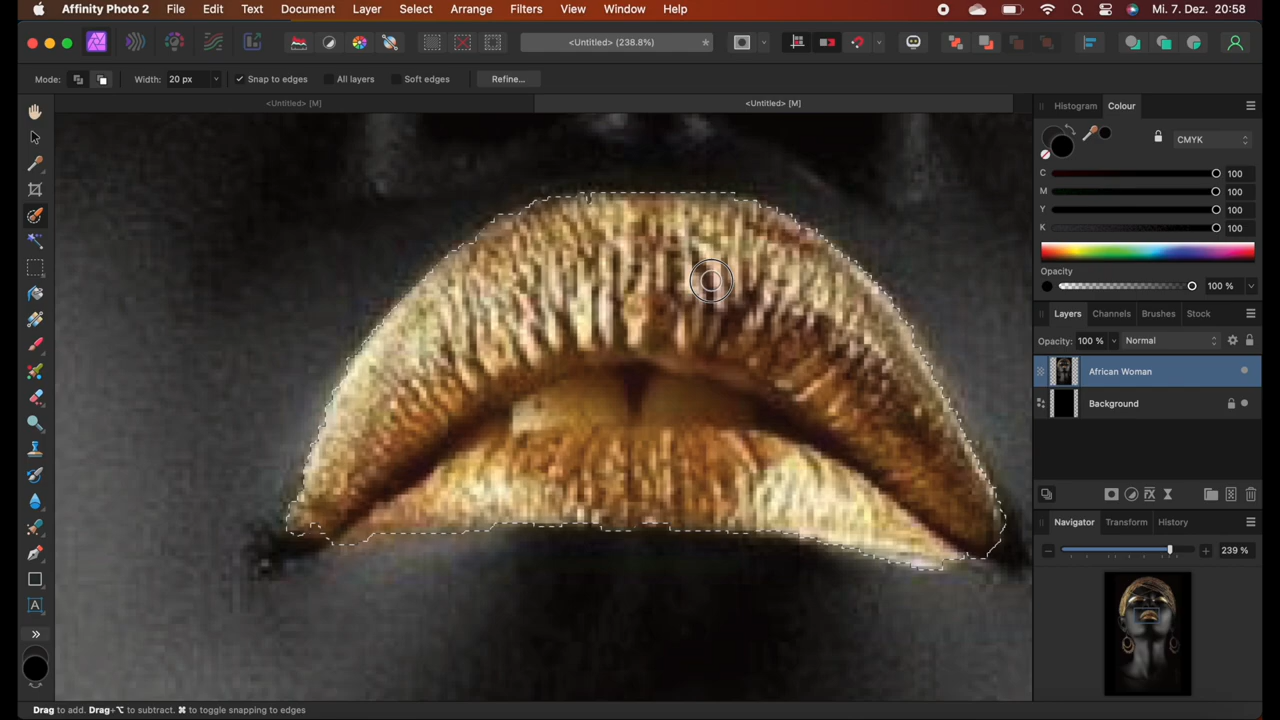 Affinity Photo 2 File Edit Text Document Layer Select Arrange Filters View Window Help Mi. 7. Dez. 20:58
<Untitled> (238.8%) *
Mode: Width: 20 px Snap to edges All layers Soft edges Refine...
<Untitled> [M] <Untitled> [M]
Histogram Colour
CMYK
C 100
M 100
Y 100
K 100
Opacity
100 %
Layers Channels Brushes Stock
Opacity: 100 % Normal
African Woman
Background
Navigator Transform History
239 %
A
Drag to add. Drag+⌥ to subtract. ⌘ to toggle snapping to edges